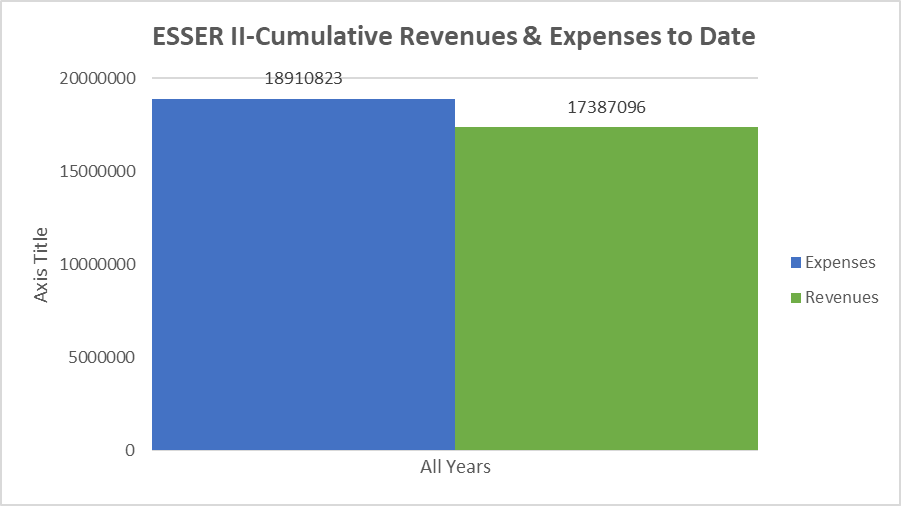 ESSER II-Cumulative Revenues & Expenses to Date
20000000
18910823
17387096
15000000
10000000
5000000
0
Axis Title
All Years
Expenses
Revenues